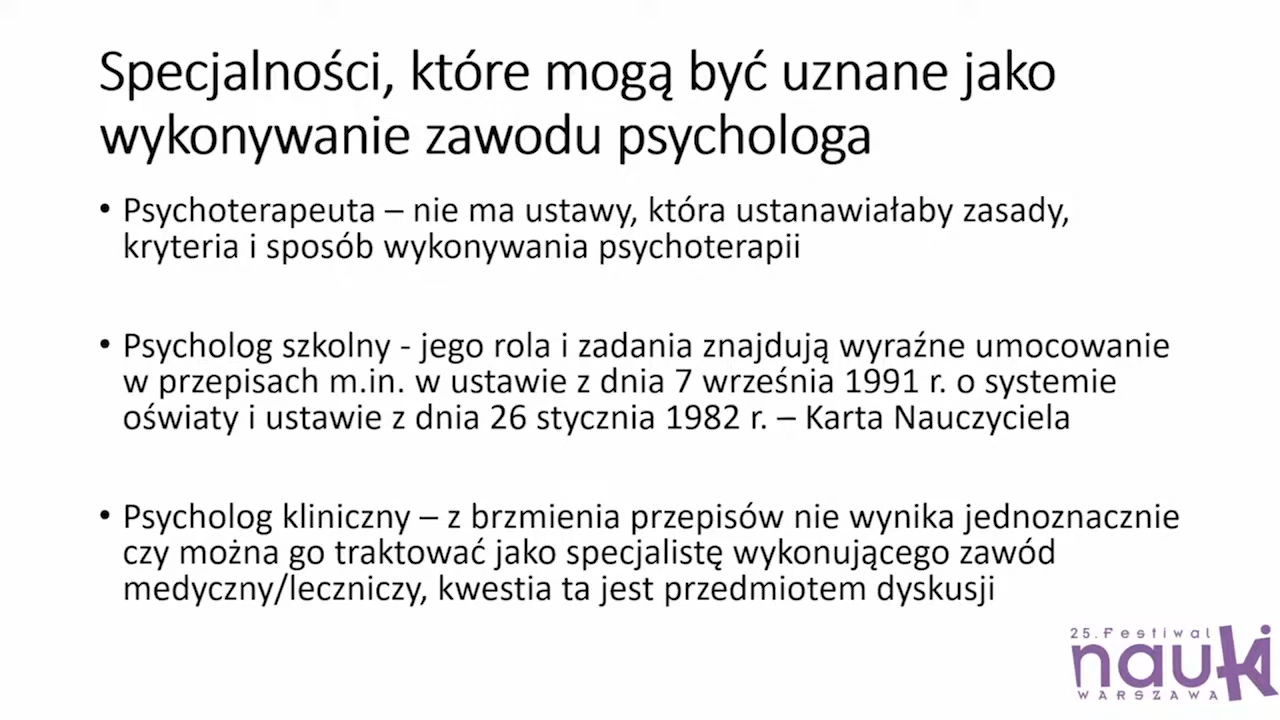 Specjalności, które mogą być uznane jako
wykonywanie zawodu psychologa
• Psychoterapeuta – nie ma ustawy, która ustanawiałaby zasady,
kryteria i sposób wykonywania psychoterapii
• Psycholog szkolny - jego rola i zadania znajdują wyraźne umocowanie
w przepisach m.in. w ustawie z dnia 7 września 1991 r. o systemie
oświaty i ustawie z dnia 26 stycznia 1982 r. – Karta Nauczyciela
• Psycholog kliniczny – z brzmienia przepisów nie wynika jednoznacznie
czy można go traktować jako specjalistę wykonującego zawód
medyczny/leczniczy, kwestia ta jest przedmiotem dyskusji
25. Festiwal
nauki
WARSZAWA